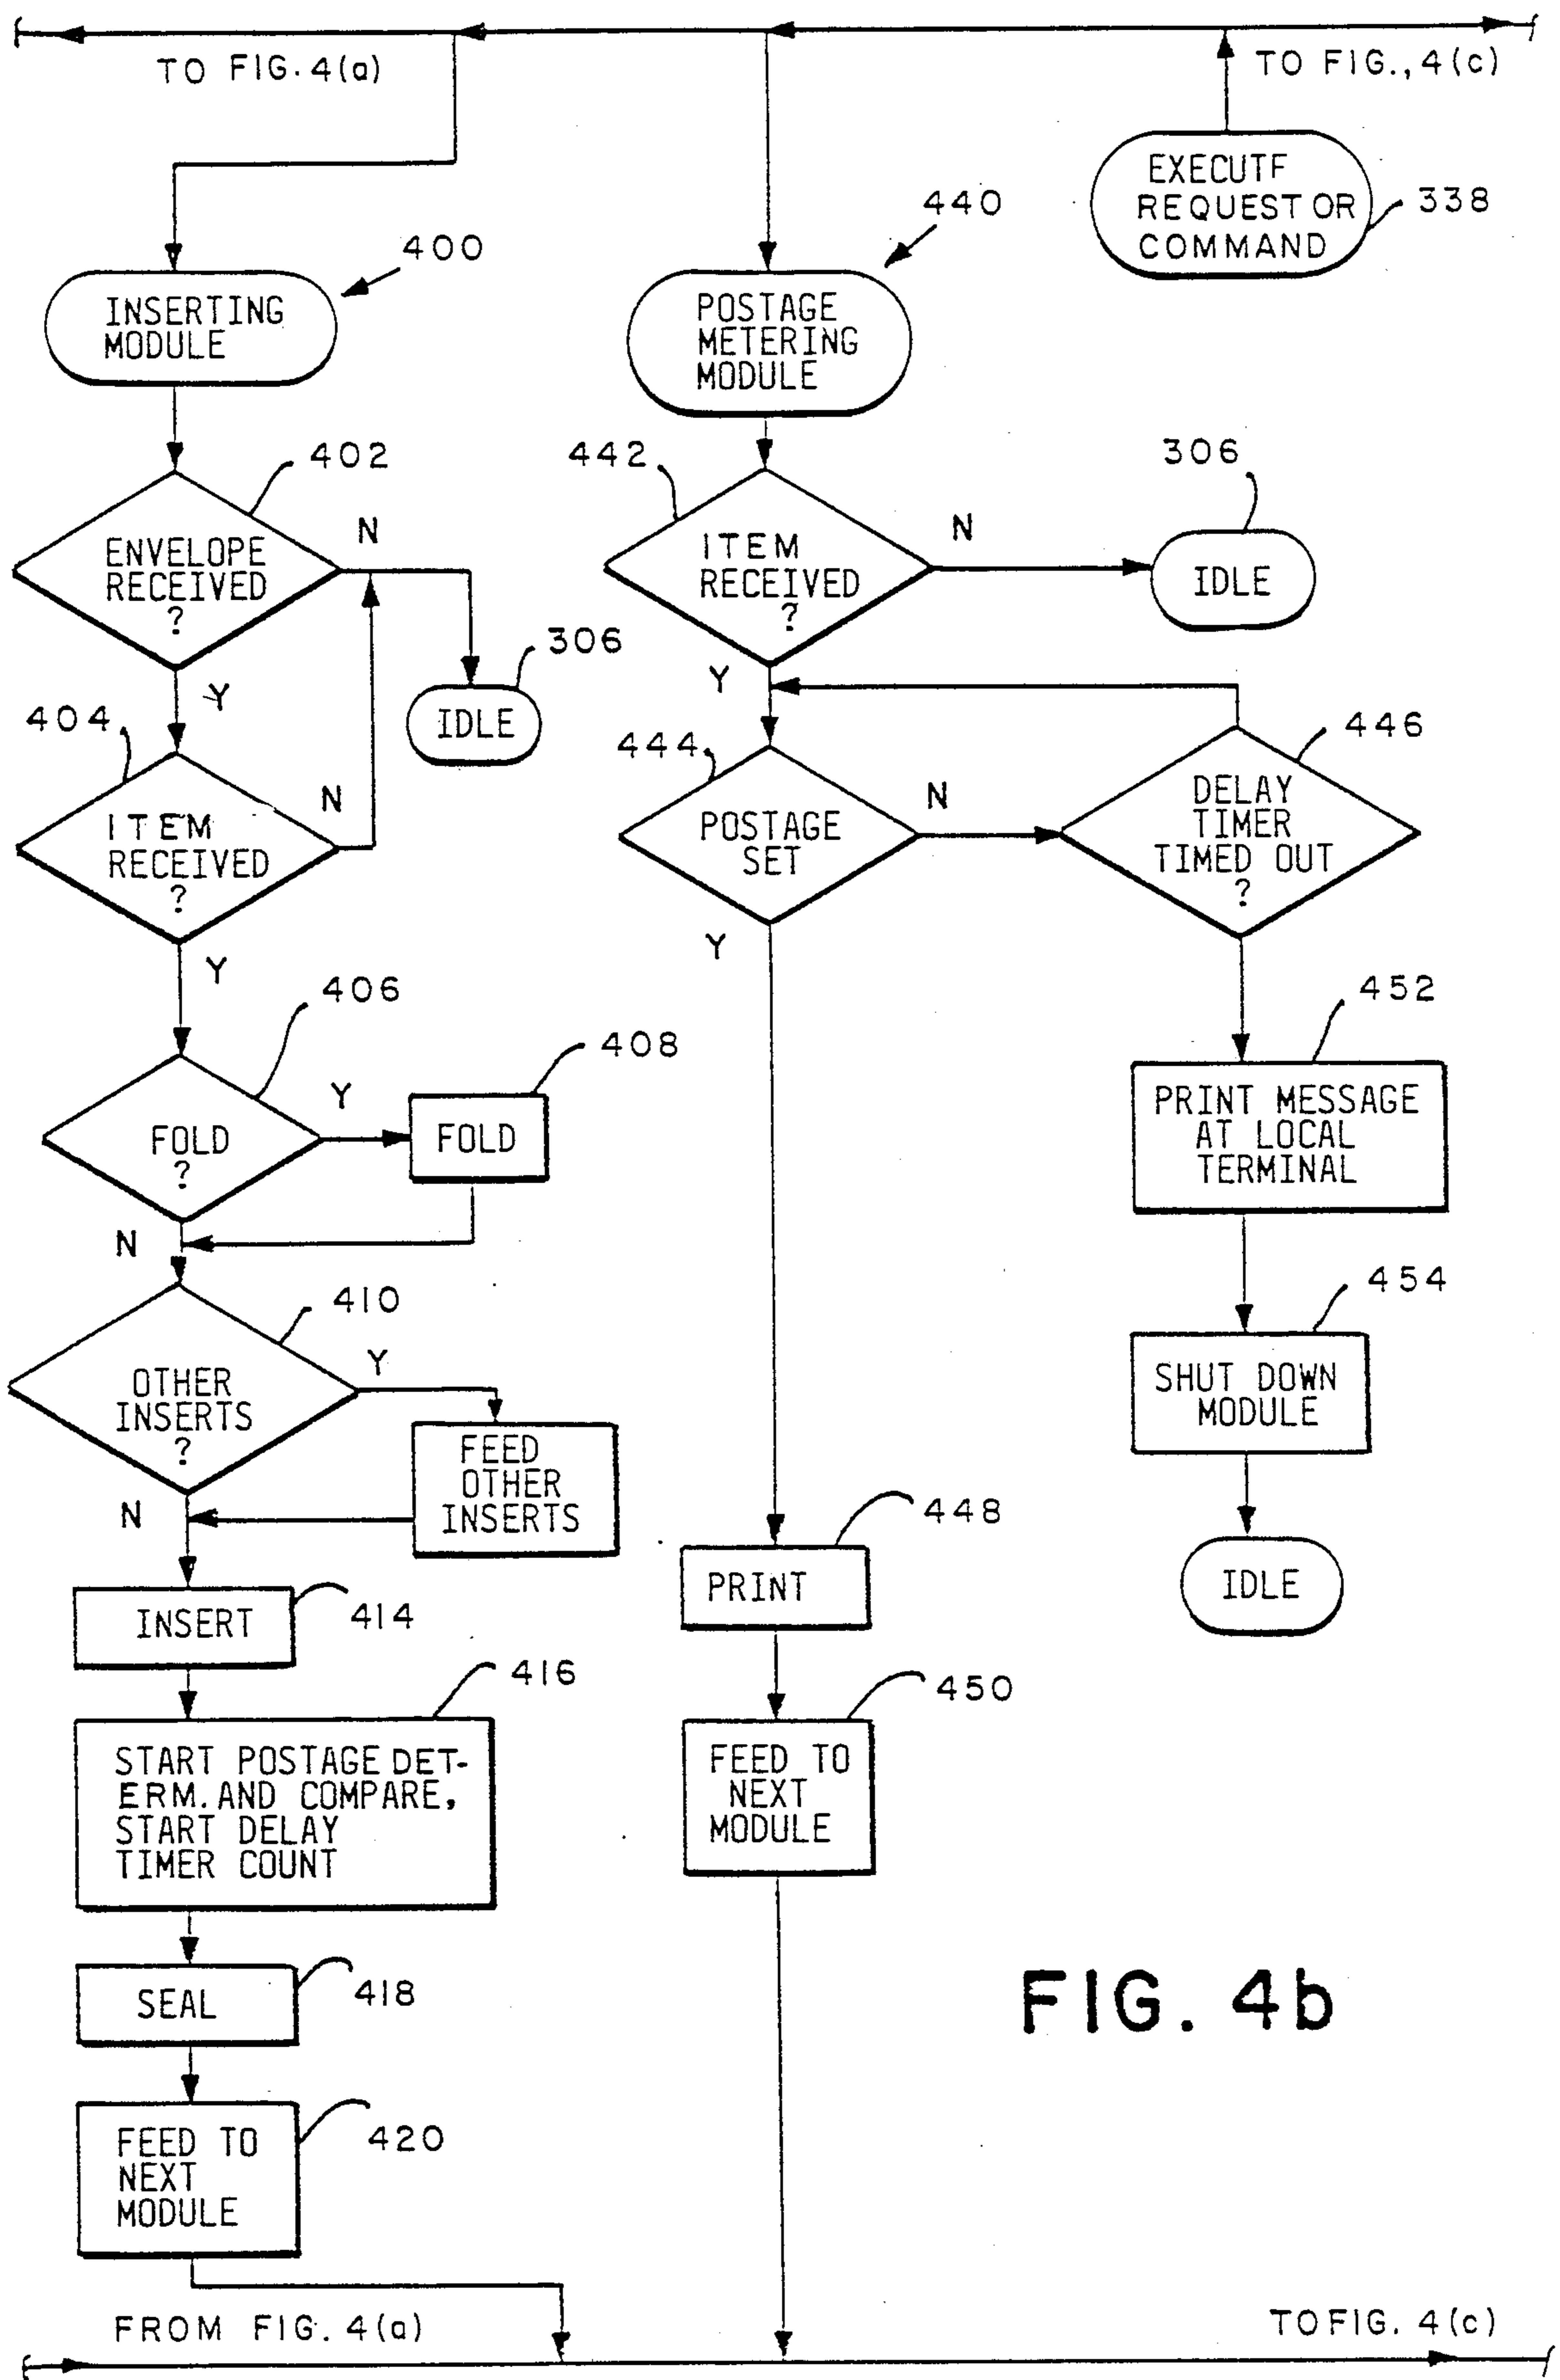 TO FIG. 4(a)
TO FIG., 4(c)
EXECUTF
REQUEST OR
COMMAND
338
400
INSERTING
MODULE
402
ENVELOPE
RECEIVED
?
N
Y
306
IDLE
404
ITEM
RECEIVED
?
N
Y
406
FOLD
?
Y
408
FOLD
N
410
OTHER
INSERTS
?
Y
FEED
OTHER
INSERTS
N
INSERT
414
416
START POSTAGE DET-
ERM. AND COMPARE,
START DELAY
TIMER COUNT
SEAL
418
FEED TO
NEXT
MODULE
420
440
POSTAGE
METERING
MODULE
442
ITEM
RECEIVED
?
N
306
IDLE
Y
444
POSTAGE
SET
N
446
DELAY
TIMER
TIMED OUT
?
Y
452
PRINT MESSAGE
AT LOCAL
TERMINAL
454
SHUT DOWN
MODULE
IDLE
448
PRINT
450
FEED TO
NEXT
MODULE
FIG. 4b
FROM FIG. 4(a)
TO FIG. 4(c)